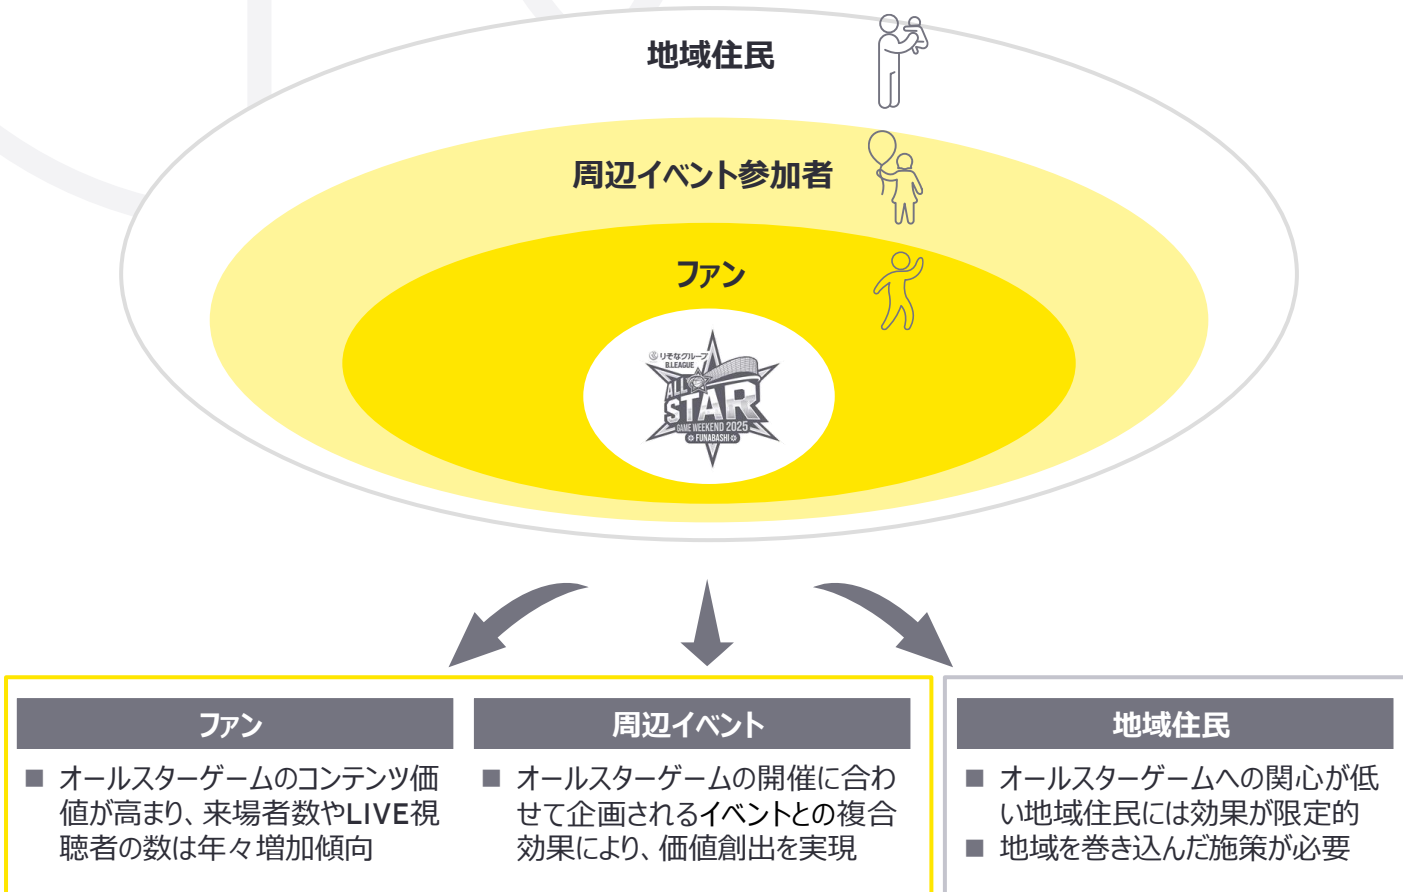 地域住民
周辺イベント参加者
ファン
りそなグループ
B.LEAGUE
ALL
STAR
GAME WEEKEND 2025
FUNABASHI
ファン
■ オールスターゲームのコンテンツ価
値が高まり、来場者数やLIVE視
聴者の数は年々増加傾向
周辺イベント
■ オールスターゲームの開催に合わ
せて企画されるイベントとの複合
効果により、価値創出を実現
地域住民
■ オールスターゲームへの関心が低
い地域住民には効果が限定的
■ 地域を巻き込んだ施策が必要